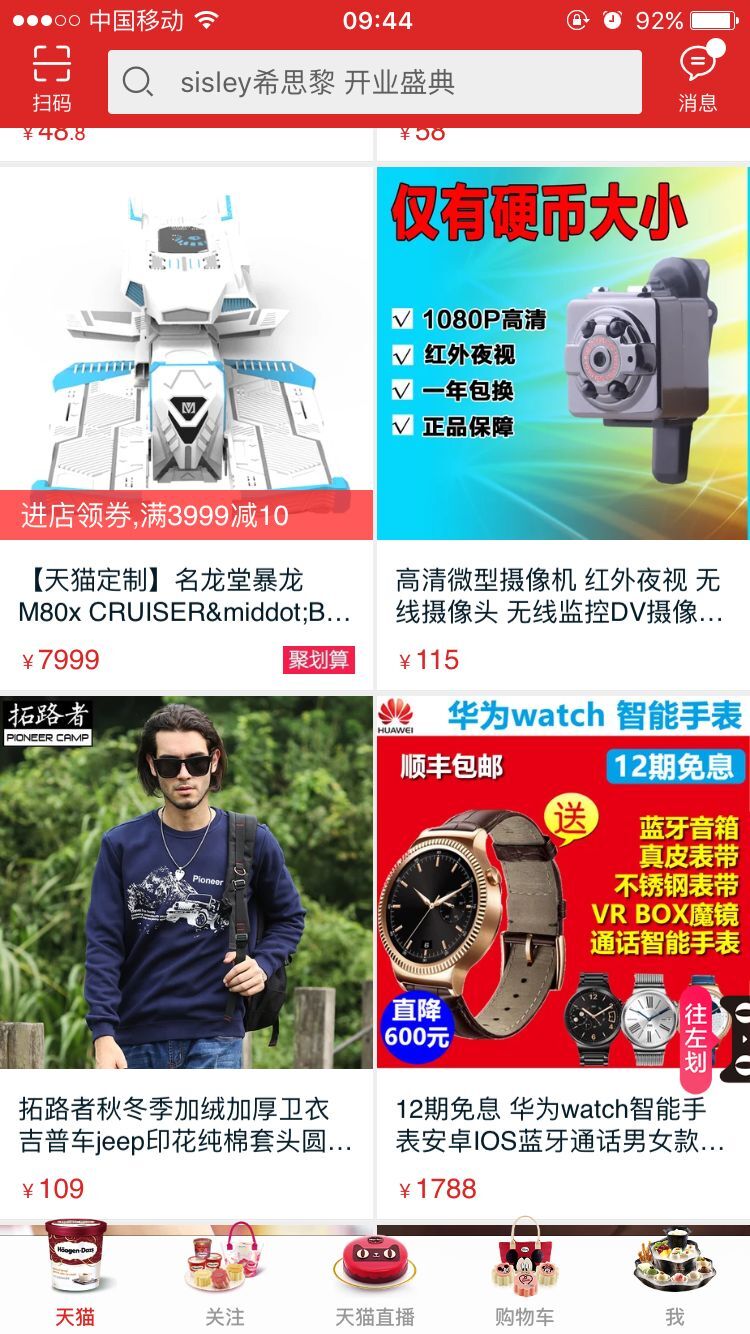 中国移动
09:44
92%
扫码
sisley希思黎 开业盛典
消息
¥48.8
¥58
M
进店领券,满3999减10
【天猫定制】名龙堂暴龙
M80x CRUISER&middot;B...
¥7999
聚划算
仅有硬币大小
1080P高清
红外夜视
一年包换
正品保障
高清微型摄像机 红外夜视 无
线摄像头 无线监控DV摄像...
¥115
拓路者
PIONEER CAMP
Pioneer
拓路者秋冬季加绒加厚卫衣
吉普车jeep印花纯棉套头圆...
¥109
HUAWEI
华为watch 智能手表
顺丰包邮
12期免息
送
蓝牙音箱
真皮表带
不锈钢表带
VR BOX魔镜
通话智能手表
直降
600元
往左划
12期免息 华为watch智能手
表安卓IOS蓝牙通话男女款...
¥1788
Häagen-Dazs
天猫
关注
天猫直播
购物车
我